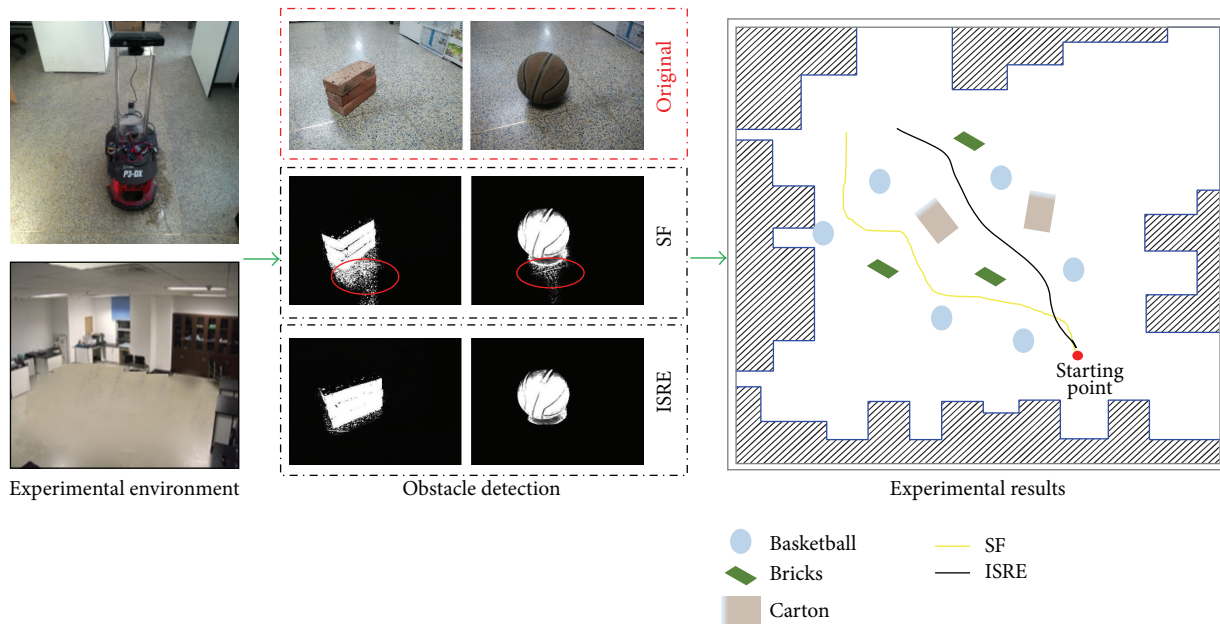 P3-DX
Original
SF
ISRE
Starting
point
Experimental environment
Obstacle detection
Experimental results
Basketball
Bricks
Carton
SF
ISRE